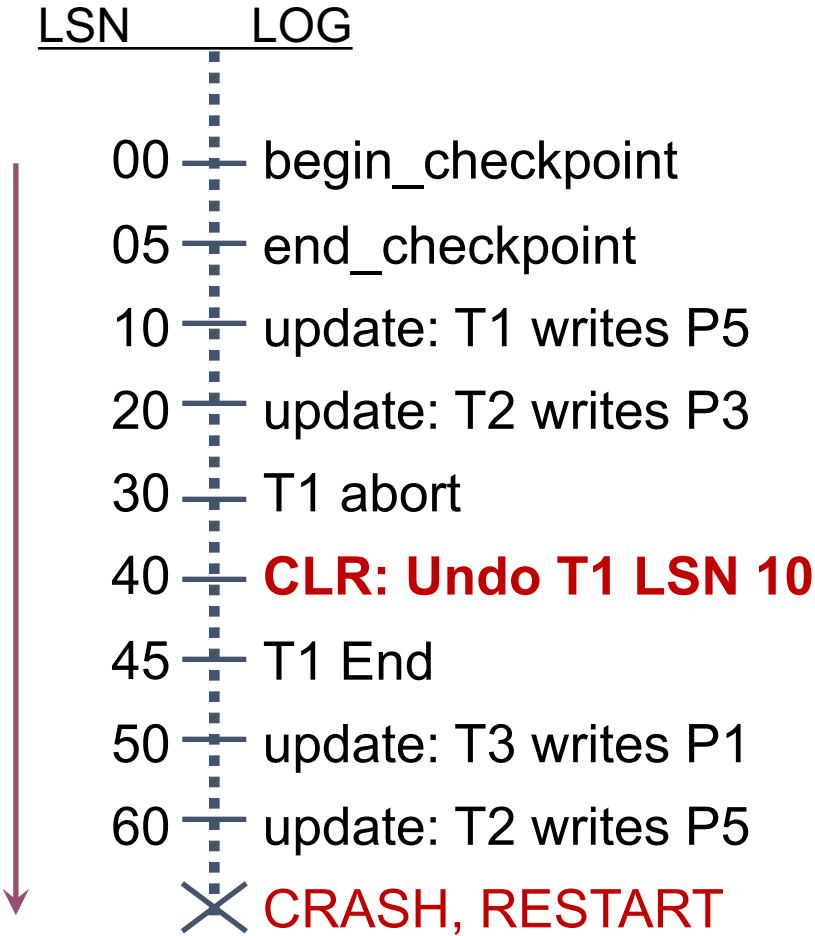 LSN LOG
00 begin_checkpoint
05 end_checkpoint
10 update: T1 writes P5
20 update: T2 writes P3
30 T1 abort
40 CLR: Undo T1 LSN 10
45 T1 End
50 update: T3 writes P1
60 update: T2 writes P5
CRASH, RESTART